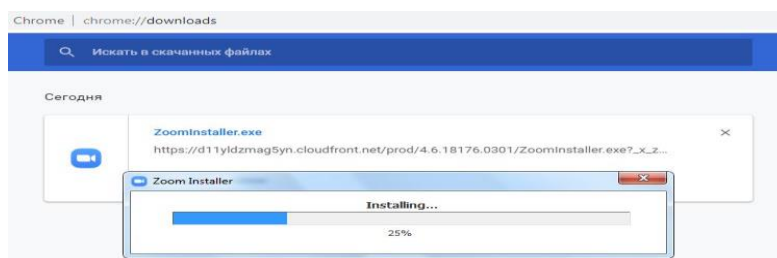 Chrome | chrome://downloads
Искать в скачанных файлах
Сегодня
ZoomInstaller.exe
https://d11yldzmag5yn.cloudfront.net/prod/4.6.18176.0301/ZoomInstaller.exe?_x_z...
Zoom Installer
Installing...
25%